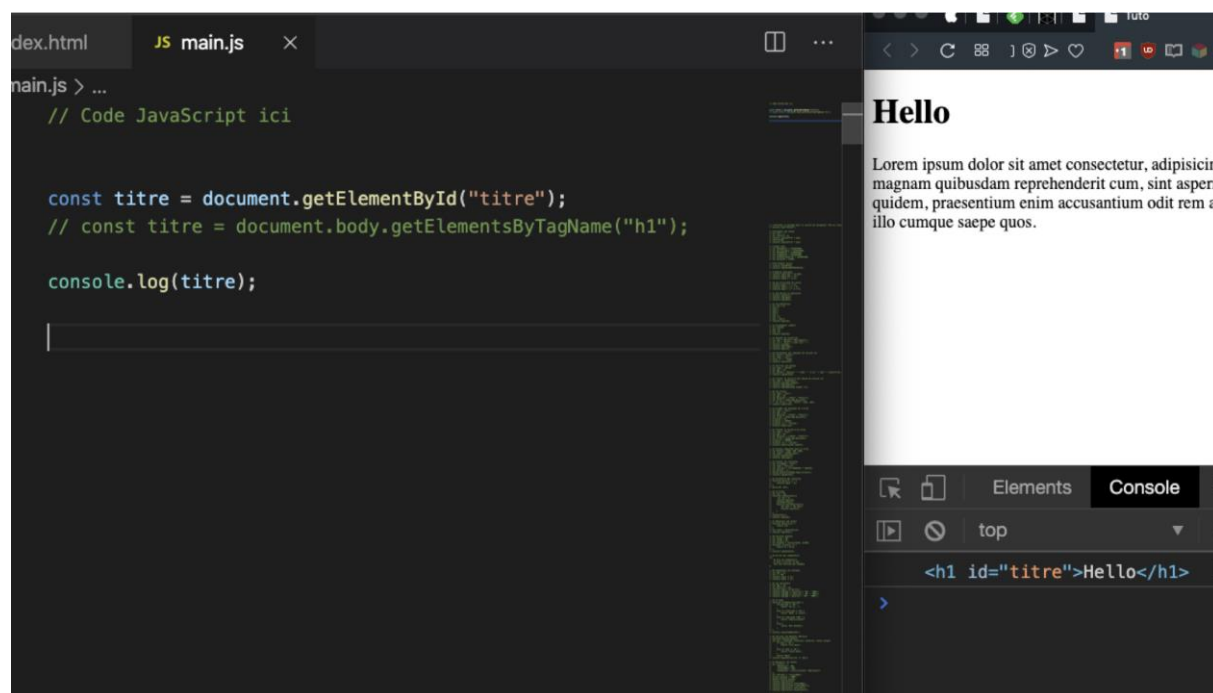 dex.html JS main.js
main.js > ...
// Code JavaScript ici
const titre = document.getElementById("titre");
// const titre = document.body.getElementsByTagName("h1");
console.log(titre);
Tuto
Hello
Lorem ipsum dolor sit amet consectetur, adipisicin
magnam quibusdam reprehenderit cum, sint asper
quidem, praesentium enim accusantium odit rem a
illo cumque saepe quos.
Elements Console
top
<h1 id="titre">Hello</h1>